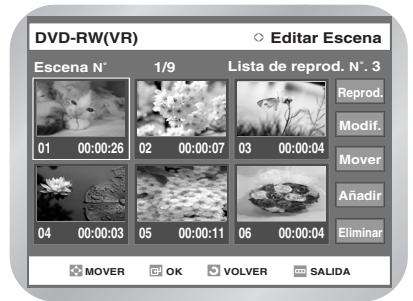 DVD-RW(VR) Editar Escena
Escena N° 1/9 Lista de reprod. N°. 3
Reprod.
Modif.
01 00:00:26 02 00:00:07 03 00:00:04
Mover
Añadir
04 00:00:03 05 00:00:11 06 00:00:04 Eliminar
MOVER OK VOLVER SALIDA